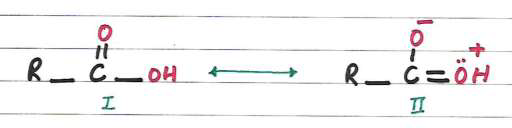 O O⁻
R – C – OH ⟷ R – C = ÖH⁺
I II